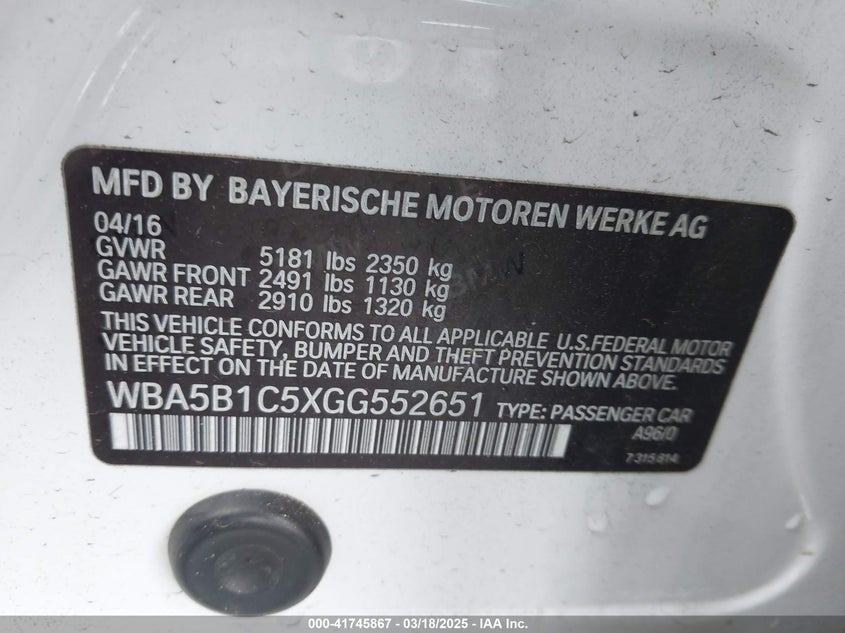 MFD BY BAYERISCHE MOTOREN WERKE AG
04/16
GVWR 5181 lbs 2350 kg
GAWR FRONT 2491 lbs 1130 kg
GAWR REAR 2910 lbs 1320 kg
THIS VEHICLE CONFORMS TO ALL APPLICABLE U.S.FEDERAL MOTOR
VEHICLE SAFETY, BUMPER AND THEFT PREVENTION STANDARDS
IN EFFECT ON THE DATE OF MANUFACTURE SHOWN ABOVE.
WBA5B1C5XGG552651 TYPE: PASSENGER CAR
A96/0
7315814
000-41745867 - 03/18/2025 - IAA Inc.